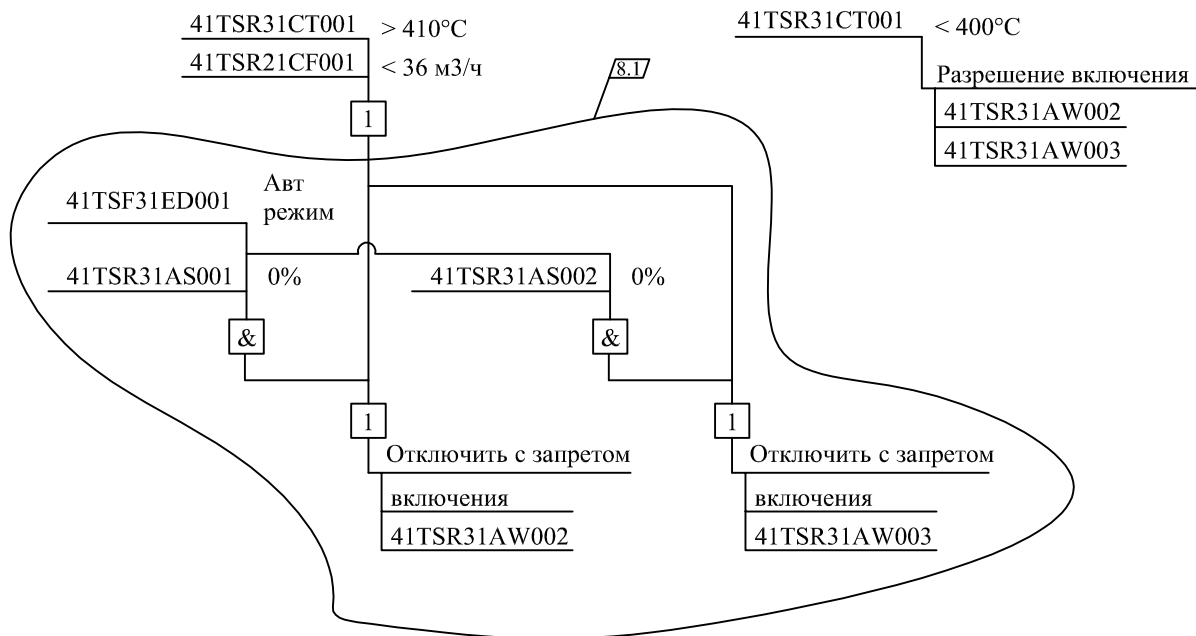 41TSR31CT001 > 410°C
41TSR21CF001 < 36 м3/ч
1
8.1
41TSR31CT001 < 400°C
Разрешение включения
41TSR31AW002
41TSR31AW003
41TSF31ED001 Авт
режим
41TSR31AS001 0%
&
41TSR31AS002 0%
&
1
Отключить с запретом
включения
41TSR31AW002
1
Отключить с запретом
включения
41TSR31AW003